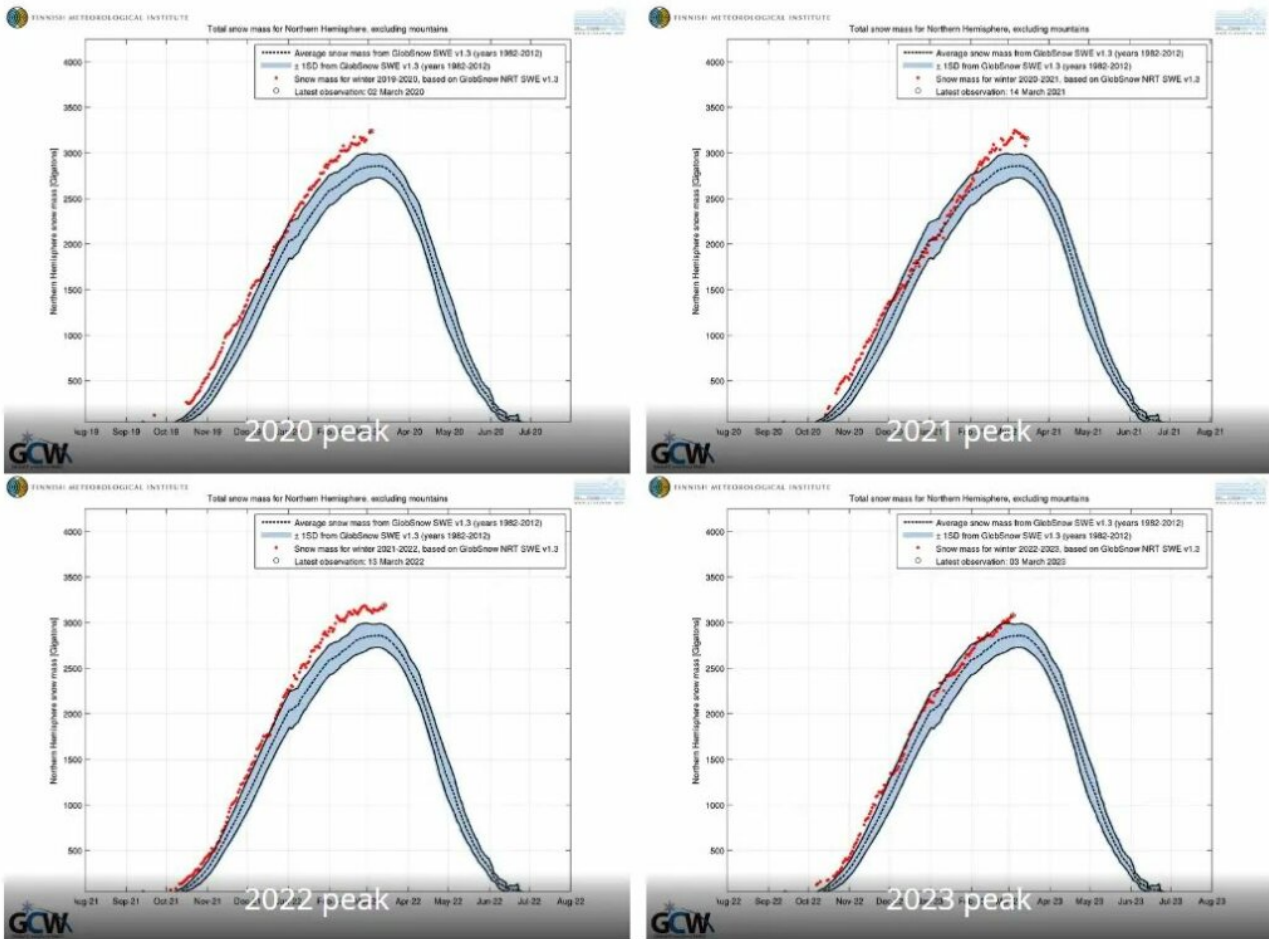 FINNISH METEOROLOGICAL INSTITUTE
Total snow mass for Northern Hemisphere, excluding mountains
Average snow mass from GlobSnow SWE v1.3 (years 1982-2012)
± 1SD from GlobSnow SWE v1.3 (years 1982-2012)
Snow mass for winter 2019-2020, based on GlobSnow NRT SWE v1.3
Latest observation: 02 March 2020
Northern Hemisphere snow mass [Gigatons]
4000
3500
3000
2500
2000
1500
1000
500
Aug-19 Sep-19 Oct-19 Nov-19 Apr-20 May-20 Jun-20 Jul-20
2020 peak
GCW
FINNISH METEOROLOGICAL INSTITUTE
Total snow mass for Northern Hemisphere, excluding mountains
Average snow mass from GlobSnow SWE v1.3 (years 1982-2012)
± 1SD from GlobSnow SWE v1.3 (years 1982-2012)
Snow mass for winter 2020-2021, based on GlobSnow NRT SWE v1.3
Latest observation: 14 March 2021
Northern Hemisphere snow mass [Gigatons]
4000
3500
3000
2500
2000
1500
1000
500
Aug-20 Sep-20 Oct-20 Nov-20 Apr-21 May-21 Jun-21 Jul-21 Aug-21
2021 peak
GCW
FINNISH METEOROLOGICAL INSTITUTE
Total snow mass for Northern Hemisphere, excluding mountains
Average snow mass from GlobSnow SWE v1.3 (years 1982-2012)
± 1SD from GlobSnow SWE v1.3 (years 1982-2012)
Snow mass for winter 2021-2022, based on GlobSnow NRT SWE v1.3
Latest observation: 15 March 2022
Northern Hemisphere snow mass [Gigatons]
4000
3500
3000
2500
2000
1500
1000
500
Aug-21 Sep-21 Oct-21 Nov-21 Apr-22 May-22 Jun-22 Jul-22 Aug-22
2022 peak
GCW
FINNISH METEOROLOGICAL INSTITUTE
Total snow mass for Northern Hemisphere, excluding mountains
Average snow mass from GlobSnow SWE v1.3 (years 1982-2012)
± 1SD from GlobSnow SWE v1.3 (years 1982-2012)
Snow mass for winter 2022-2023, based on GlobSnow NRT SWE v1.3
Latest observation: 03 March 2023
Northern Hemisphere snow mass [Gigatons]
4000
3500
3000
2500
2000
1500
1000
500
Aug-22 Sep-22 Oct-22 Nov-22 Apr-23 May-23 Jun-23 Jul-23 Aug-23
2023 peak
GCW